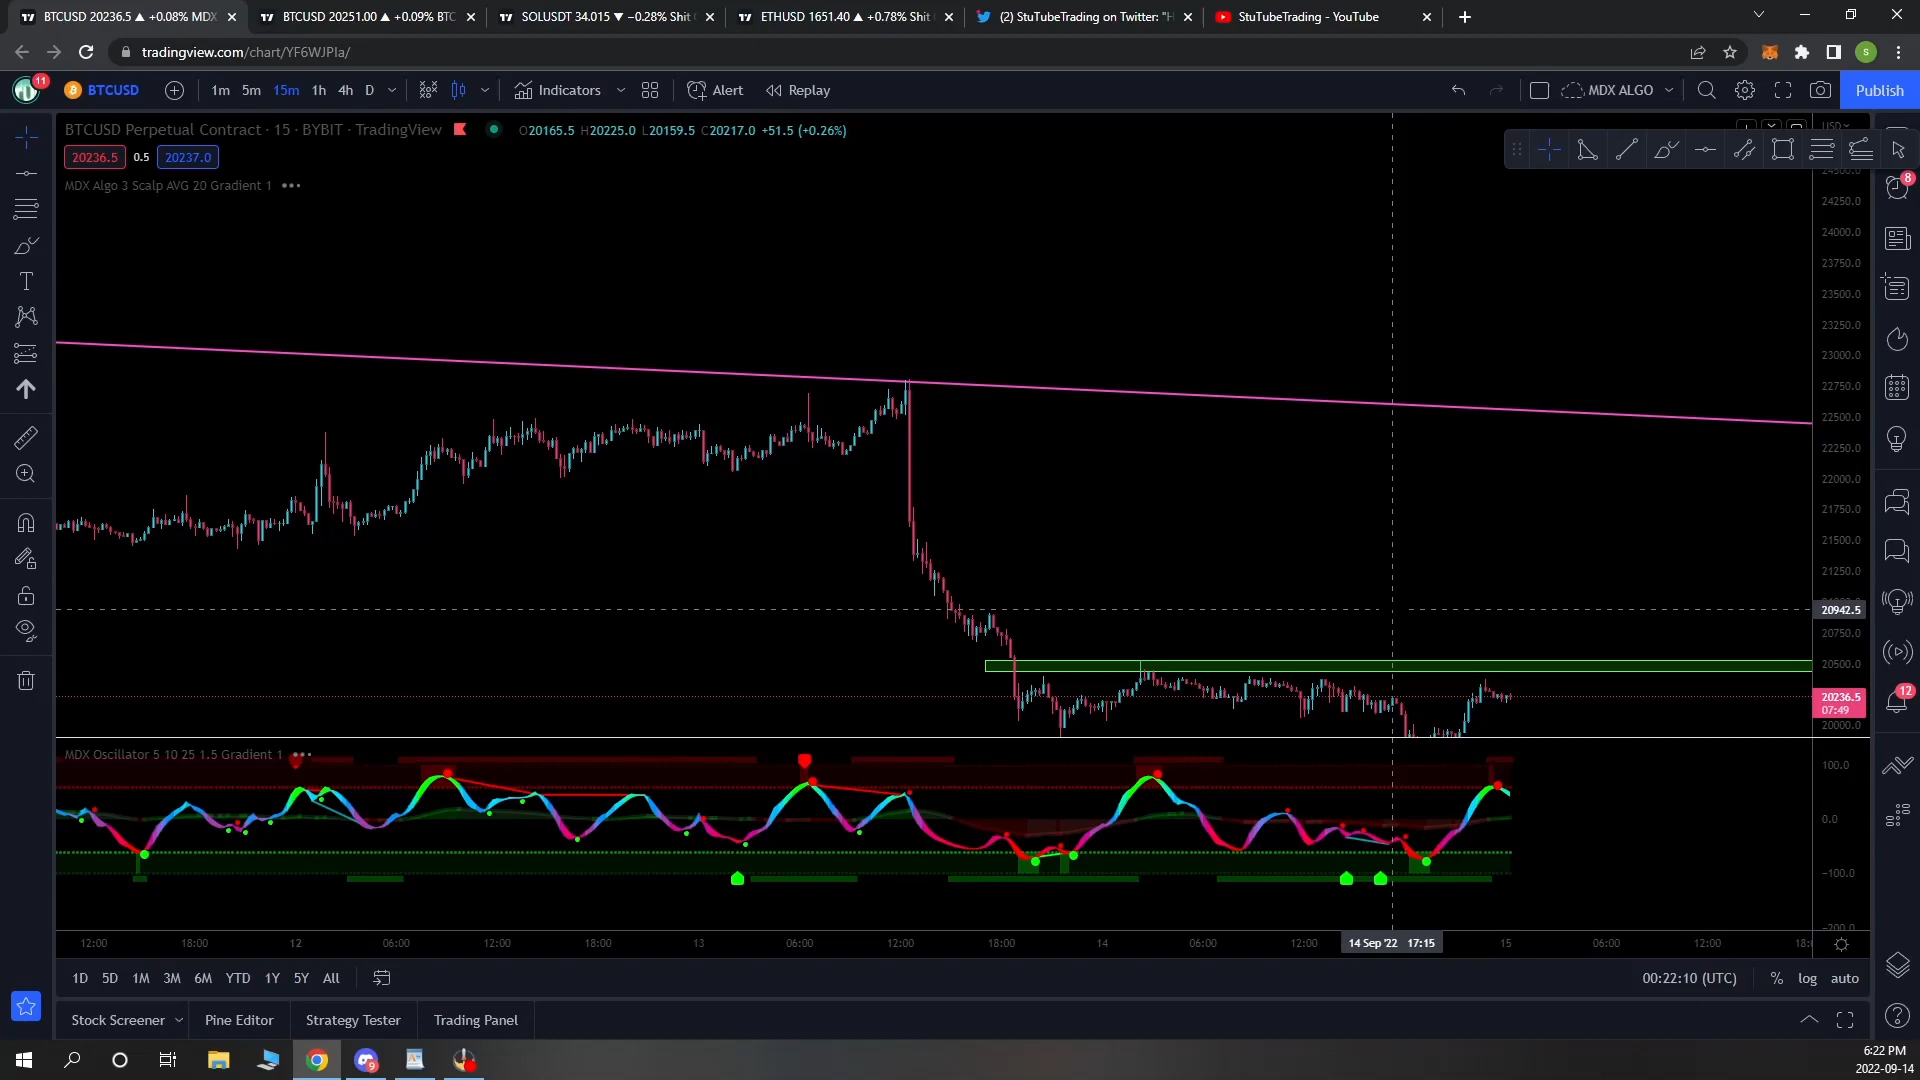 BTCUSD 20236.5 ▲ +0.08% MDX
BTCUSD 20251.00 ▲ +0.09% BTC
SOLUSDT 34.015 ▼ −0.28% Shit
ETHUSD 1651.40 ▲ +0.78% Shit
(2) StuTubeTrading on Twitter: "H
StuTubeTrading - YouTube
tradingview.com/chart/YF6WJPIa/
S
11
BTCUSD
1m 5m 15m 1h 4h D
Indicators
Alert
Replay
MDX ALGO
Publish
BTCUSD Perpetual Contract · 15 · BYBIT · TradingView
O20165.5 H20225.0 L20159.5 C20217.0 +51.5 (+0.26%)
USD
20236.5 0.5 20237.0
MDX Algo 3 Scalp AVG 20 Gradient 1
8
24500.0
24250.0
24000.0
23750.0
23500.0
23250.0
23000.0
22750.0
22500.0
22250.0
22000.0
21750.0
21500.0
21250.0
20942.5
20750.0
20500.0
20236.5
07:49
20000.0
12
MDX Oscillator 5 10 25 1.5 Gradient 1
100.0
0.0
−100.0
−200.0
12:00 18:00 12 06:00 12:00 18:00 13 06:00 12:00 18:00 14 06:00 12:00 14 Sep '22 17:15 15 06:00 12:00 18:
1D 5D 1M 3M 6M YTD 1Y 5Y All
00:22:10 (UTC) % log auto
Stock Screener Pine Editor Strategy Tester Trading Panel
9
6:22 PM
2022-09-14